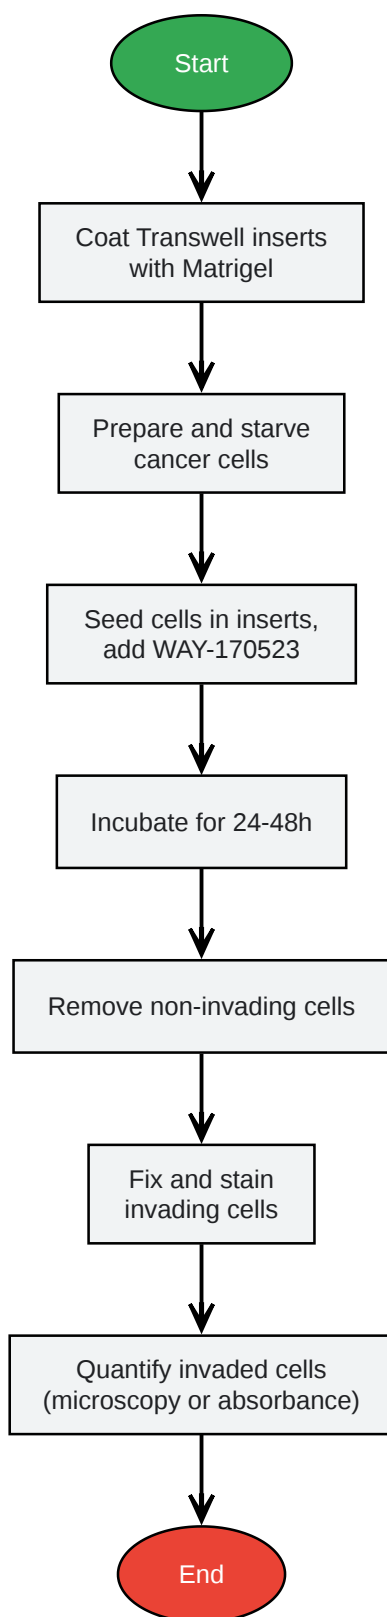 Start
Coat Transwell inserts
with Matrigel
Prepare and starve
cancer cells
Seed cells in inserts,
add WAY-170523
Incubate for 24-48h
Remove non-invading cells
Fix and stain
invading cells
Quantify invaded cells
(microscopy or absorbance)
End